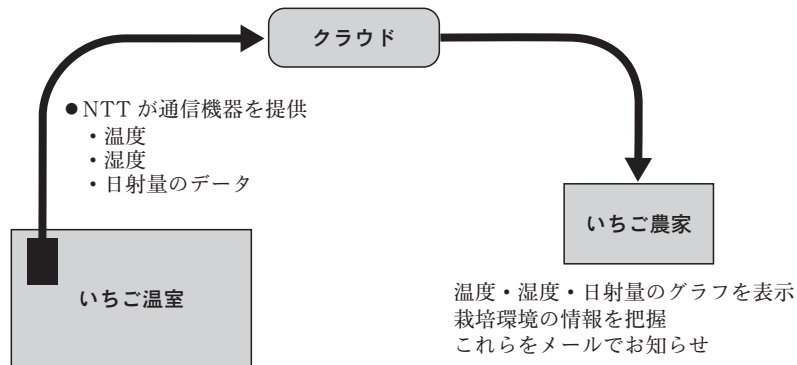 クラウド
●NTT が通信機器を提供
・温度
・湿度
・日射量のデータ
いちご農家
いちご温室
温度・湿度・日射量のグラフを表示
栽培環境の情報を把握
これらをメールでお知らせ